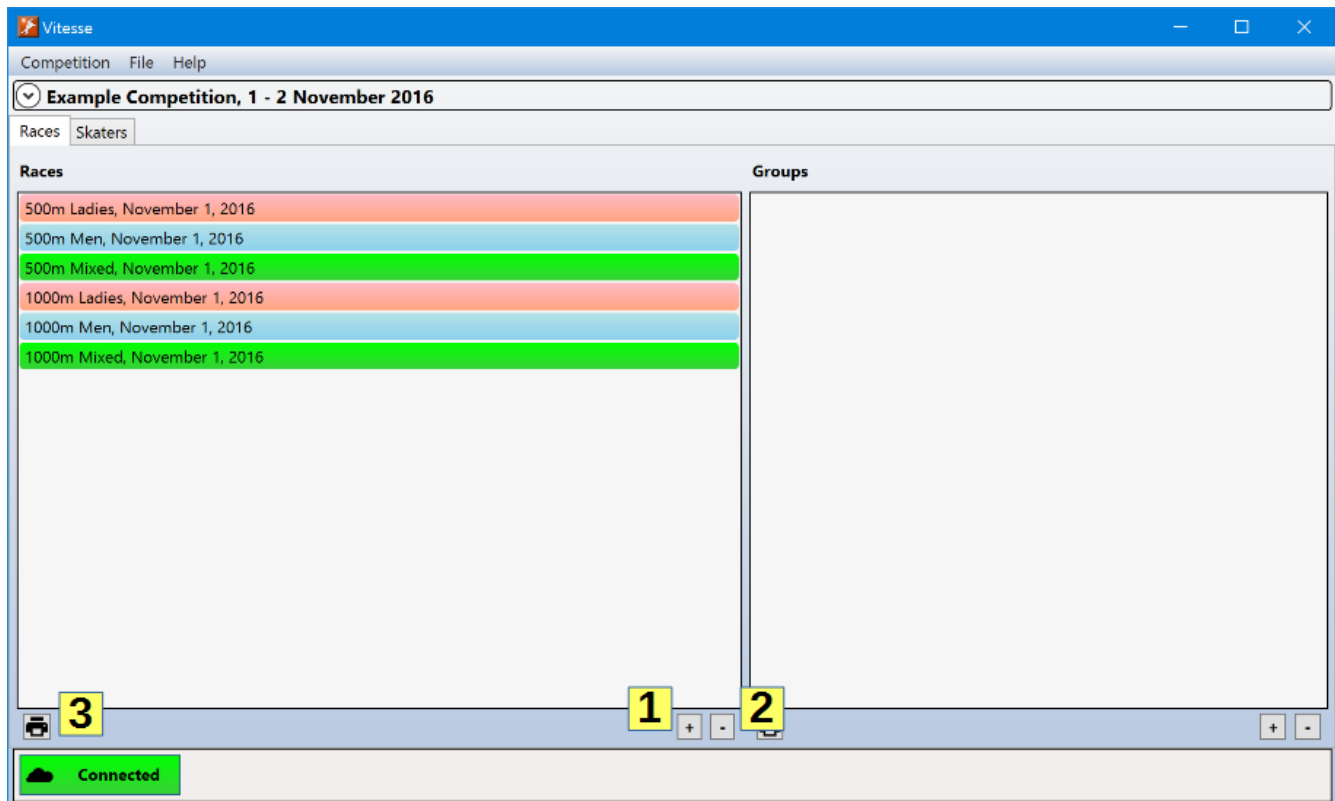 Vitesse
Competition File Help
Example Competition, 1 - 2 November 2016
Races Skaters
Races
Groups
500m Ladies, November 1, 2016
500m Men, November 1, 2016
500m Mixed, November 1, 2016
1000m Ladies, November 1, 2016
1000m Men, November 1, 2016
1000m Mixed, November 1, 2016
3 1 + - 2 + -
Connected